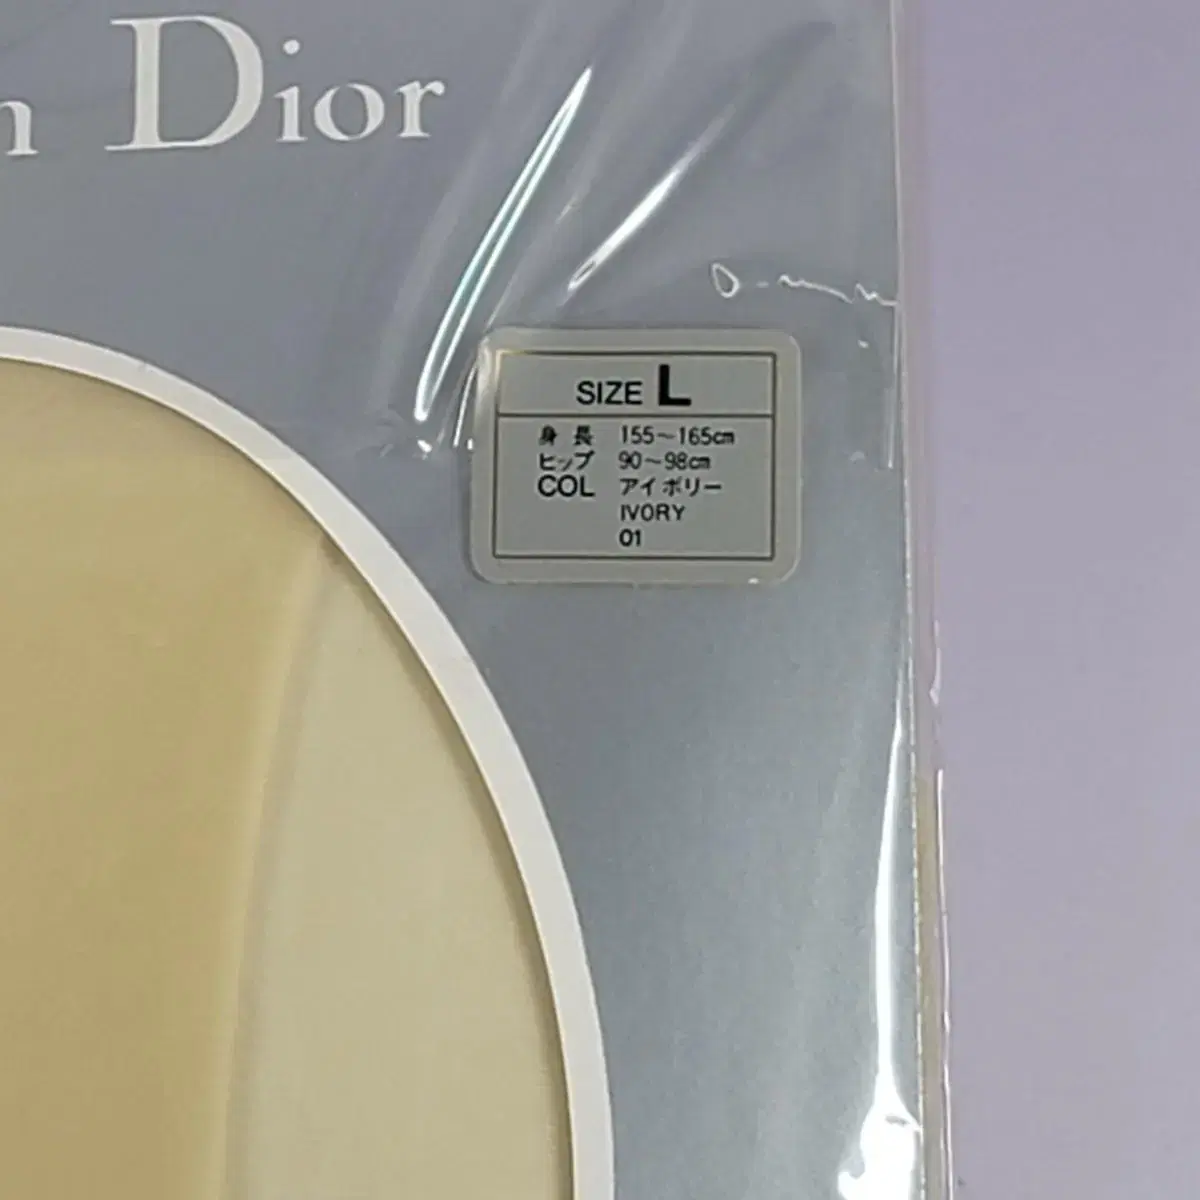 n Dior
SIZE L
身長 155~165cm
ヒップ 90~98cm
COL アイボリー
IVORY
01